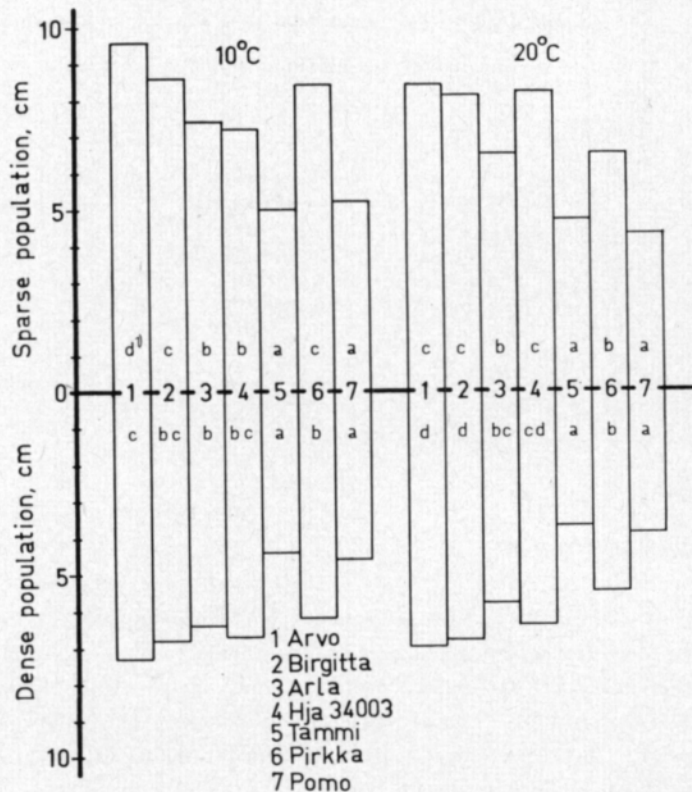 10
10°C
20°C
Sparse population, cm
5
d1) c b b a c a
c c b c a b a
0
1 2 3 4 5 6 7
1 2 3 4 5 6 7
c bc b bc a b a
d d bc cd a b a
Dense population, cm
5
1 Arvo
2 Birgitta
3 Arla
4 Hja 34003
5 Tammi
6 Pirkka
7 Pomo
10